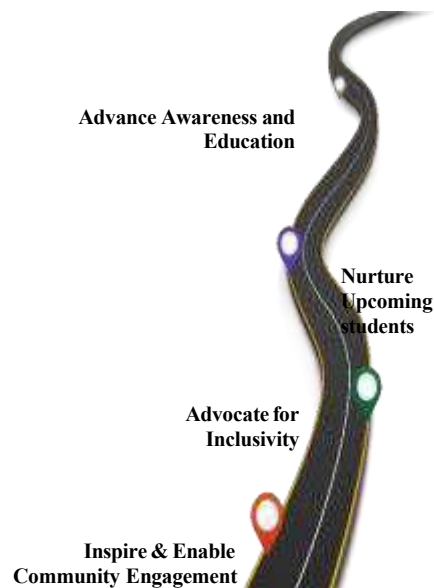 Advance Awareness and
Education
Nurture
Upcoming
students
Advocate for
Inclusivity
Inspire & Enable
Community Engagement